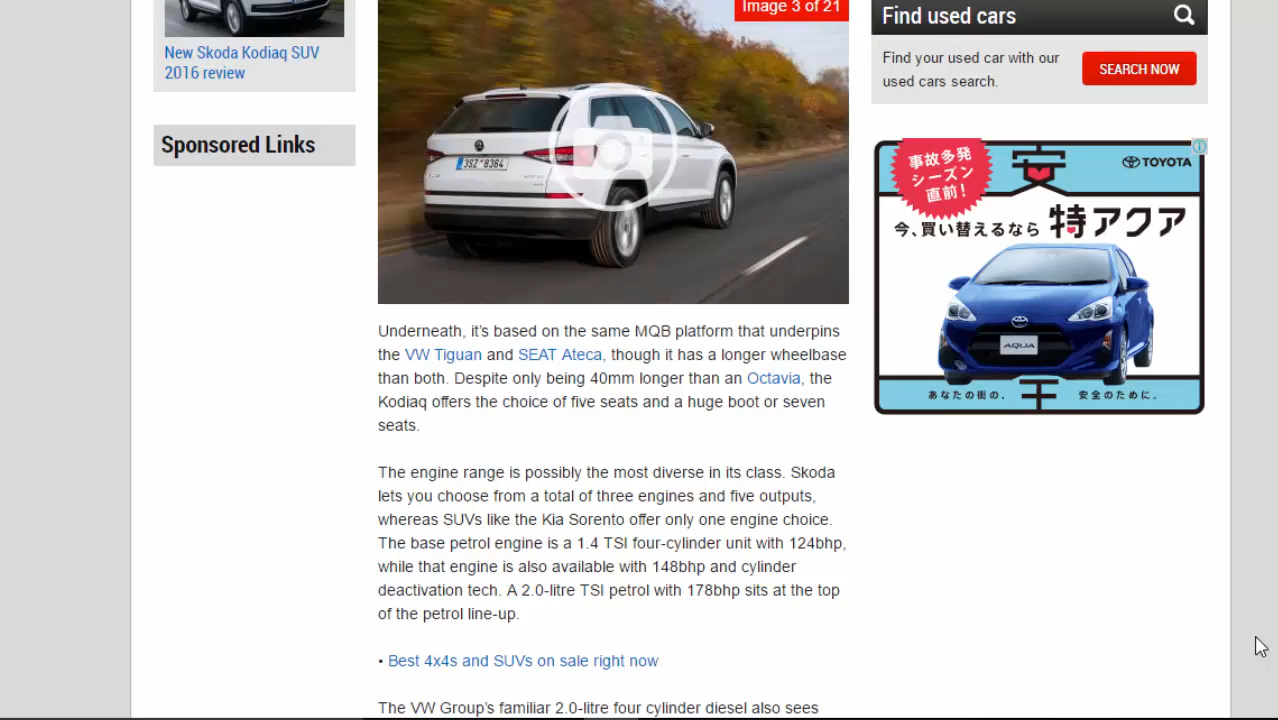 New Skoda Kodiaq SUV
2016 review
Sponsored Links
Image 3 of 21
3SZ 8364
Underneath, it's based on the same MQB platform that underpins
the VW Tiguan and SEAT Ateca, though it has a longer wheelbase
than both. Despite only being 40mm longer than an Octavia, the
Kodiaq offers the choice of five seats and a huge boot or seven
seats.
The engine range is possibly the most diverse in its class. Skoda
lets you choose from a total of three engines and five outputs,
whereas SUVs like the Kia Sorento offer only one engine choice.
The base petrol engine is a 1.4 TSI four-cylinder unit with 124bhp,
while that engine is also available with 148bhp and cylinder
deactivation tech. A 2.0-litre TSI petrol with 178bhp sits at the top
of the petrol line-up.
• Best 4x4s and SUVs on sale right now
The VW Group's familiar 2.0-litre four cylinder diesel also sees
Find used cars
Find your used car with our
used cars search.
SEARCH NOW
事故多発
シーズン
直前!
安
TOYOTA
今、買い替えるなら 特アクア
AQUA
あなたの街の、
安全のために。